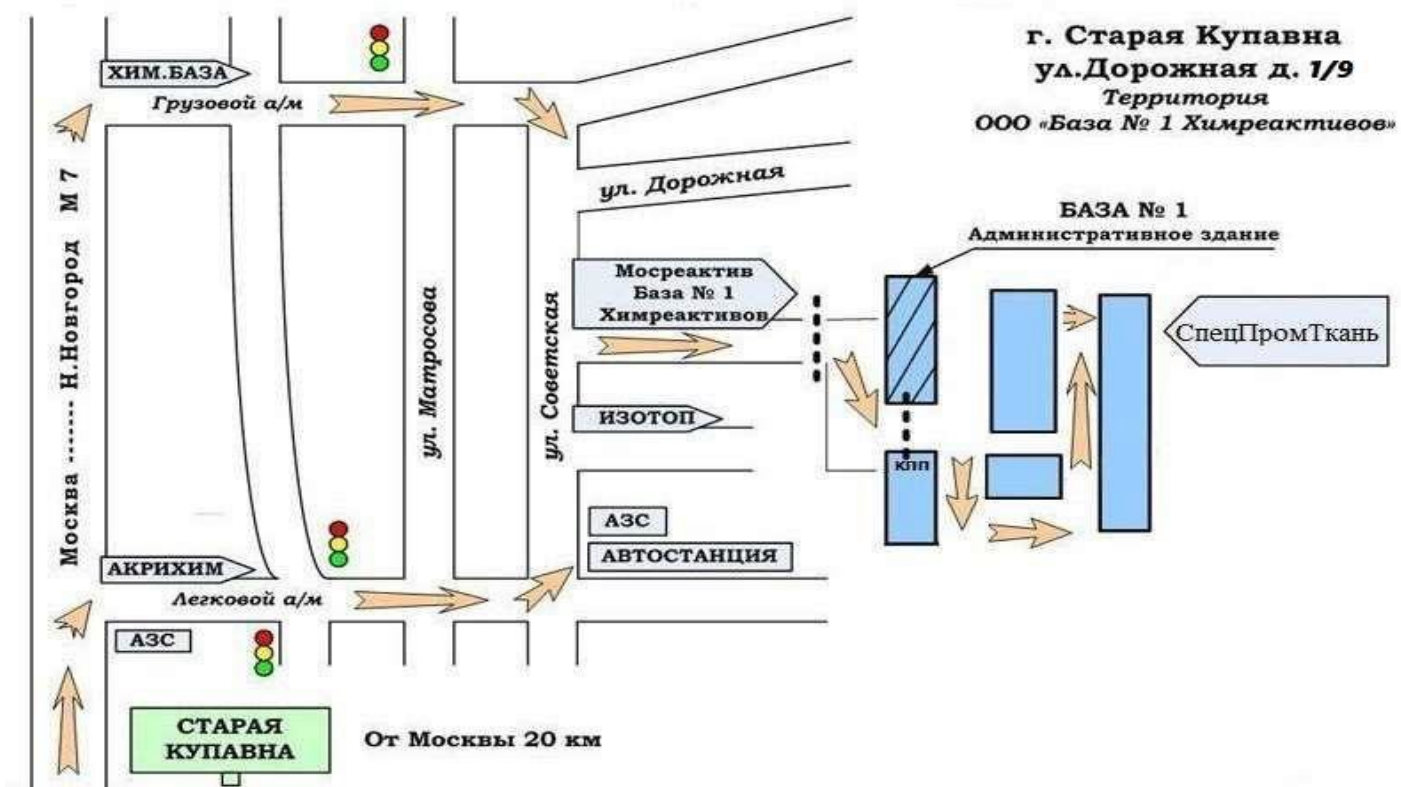 г. Старая Купавна
ул.Дорожная д. 1/9
Территория
ООО «База № 1 Химреактивов»
ХИМ.БАЗА
Грузовой а/м
Москва ------- Н.Новгород М 7
ул. Дорожная
БАЗА № 1
Административное здание
Мосреактив
База № 1
Химреактивов
СпецПромТкань
ул. Матросова
ул. Советская
ИЗОТОП
КПП
АЗС
АВТОСТАНЦИЯ
АКРИХИМ
Легковой а/м
АЗС
СТАРАЯ
КУПАВНА
От Москвы 20 км